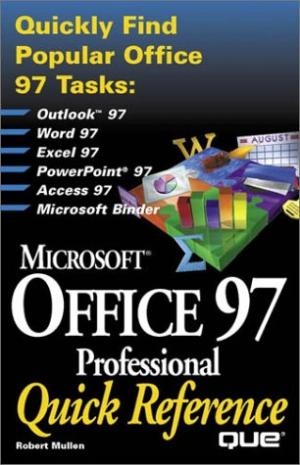 Quickly Find
Popular Office
97 Tasks:
Outlook™ 97
Word 97
Excel 97
PowerPoint® 97
Access 97
Microsoft Binder
W
AUGUST
Σ
MICROSOFT®
OFFICE 97
Professional
Quick Reference
Robert Mullen
QUE®